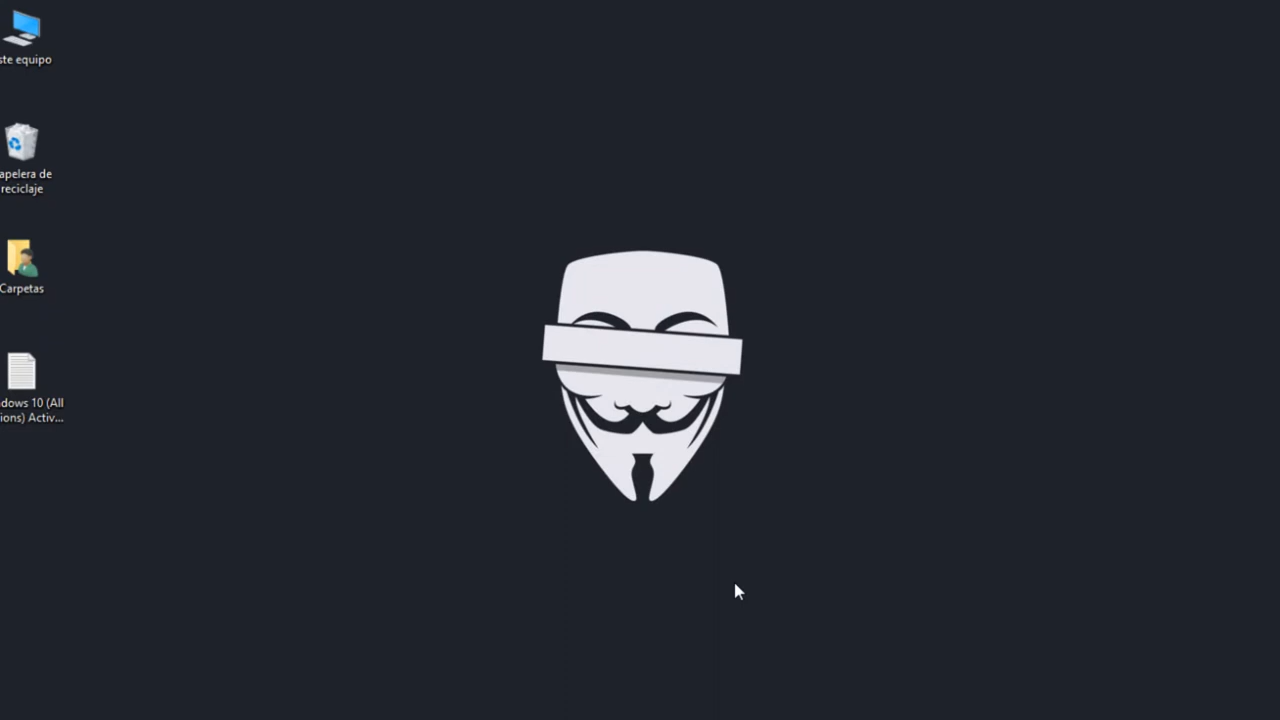 ste equipo
apelera de
reciclaje
Carpetas
dows 10 (All
ions) Activ...